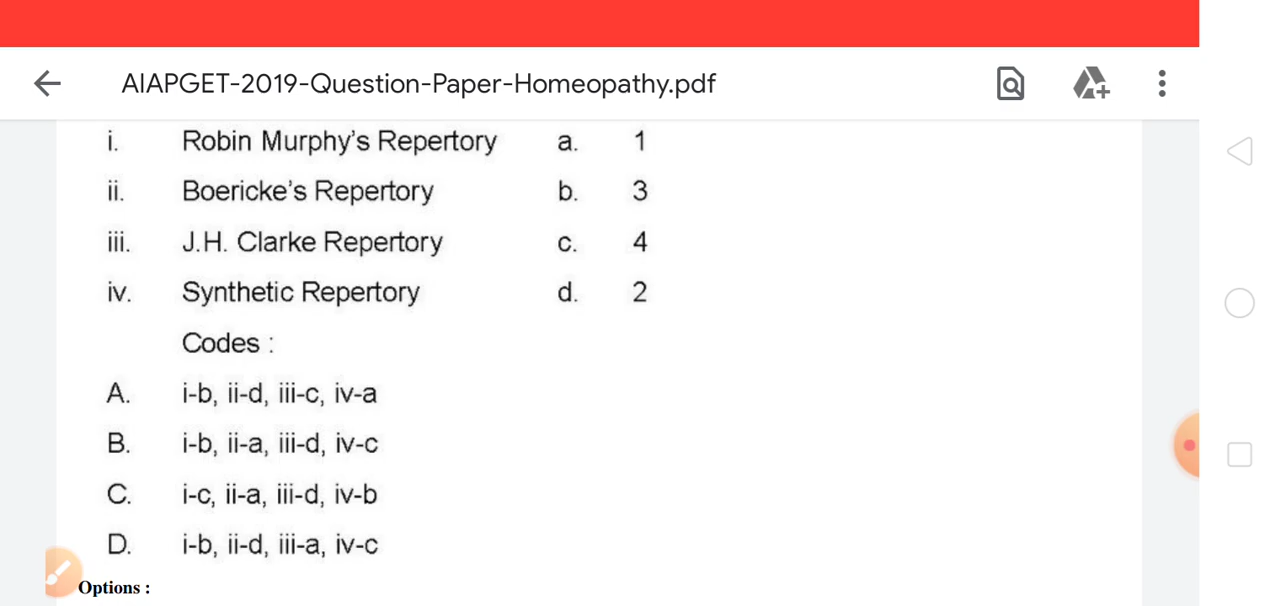 AIAPGET-2019-Question-Paper-Homeopathy.pdf
i. Robin Murphy's Repertory a. 1
ii. Boericke's Repertory b. 3
iii. J.H. Clarke Repertory c. 4
iv. Synthetic Repertory d. 2
Codes :
A. i-b, ii-d, iii-c, iv-a
B. i-b, ii-a, iii-d, iv-c
C. i-c, ii-a, iii-d, iv-b
D. i-b, ii-d, iii-a, iv-c
Options :